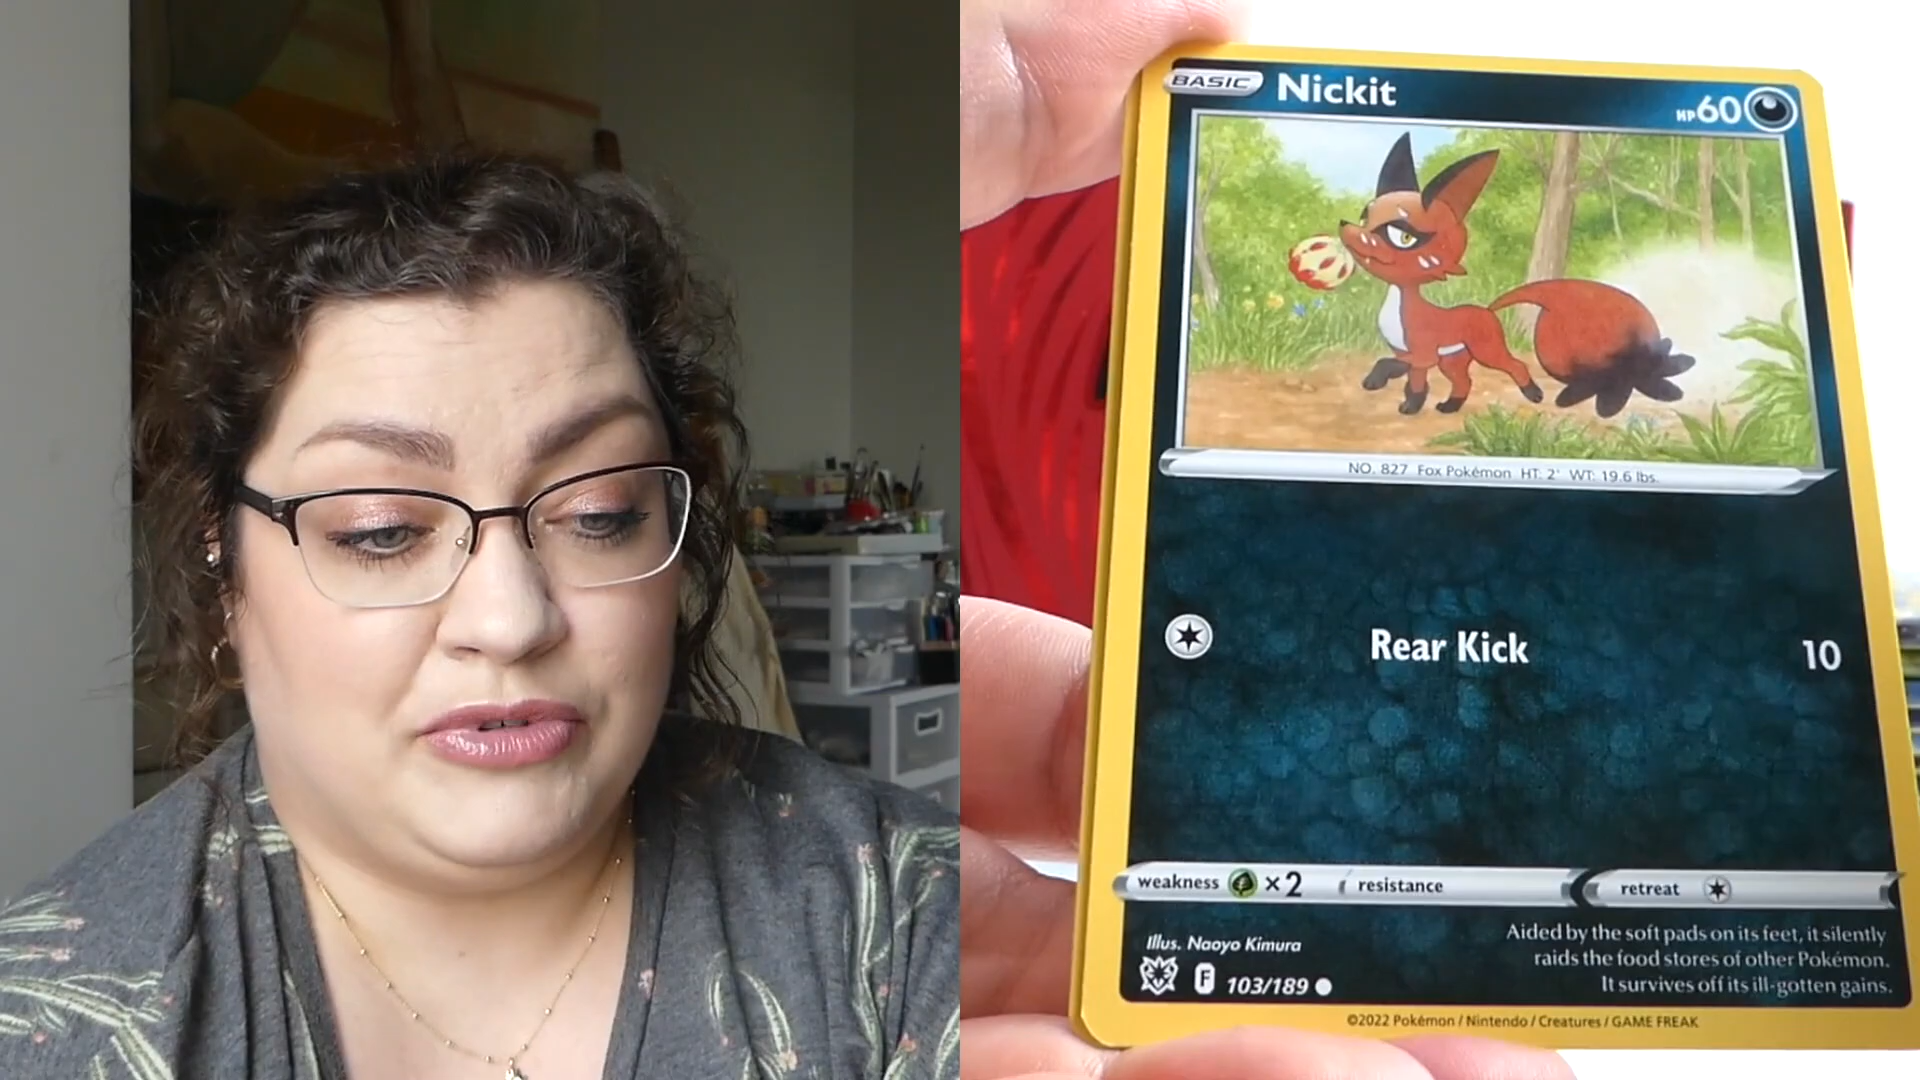 BASIC Nickit HP60
NO. 827 Fox Pokémon HT: 2' WT: 19.6 lbs.
Rear Kick 10
weakness ×2 resistance retreat
Illus. Naoyo Kimura
F 103/189
Aided by the soft pads on its feet, it silently
raids the food stores of other Pokémon.
It survives off its ill-gotten gains.
©2022 Pokémon / Nintendo / Creatures / GAME FREAK